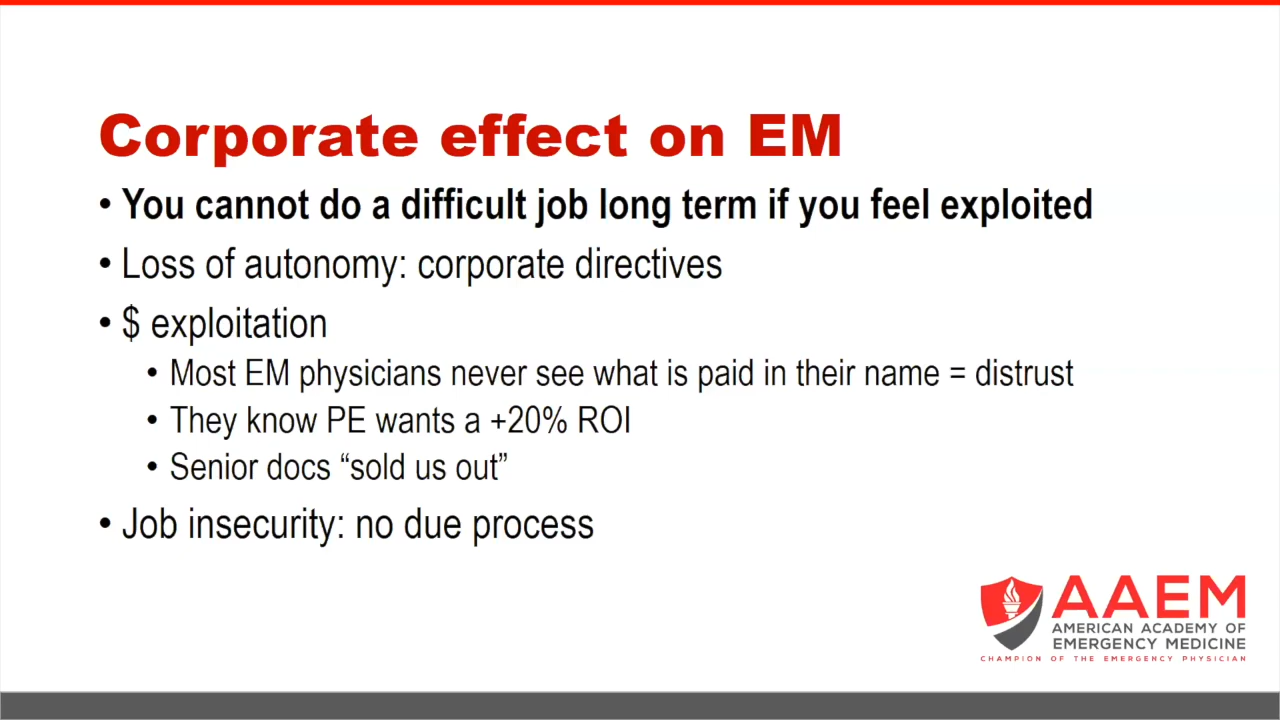 Corporate effect on EM
• You cannot do a difficult job long term if you feel exploited
• Loss of autonomy: corporate directives
• $ exploitation
• Most EM physicians never see what is paid in their name = distrust
• They know PE wants a +20% ROI
• Senior docs “sold us out”
• Job insecurity: no due process
AAEM
AMERICAN ACADEMY OF
EMERGENCY MEDICINE
CHAMPION OF THE EMERGENCY PHYSICIAN